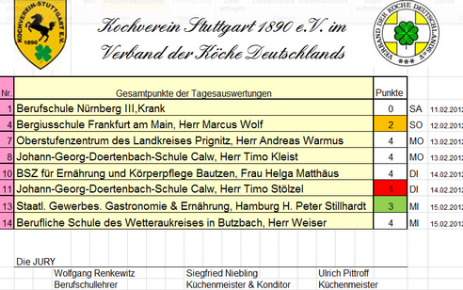 KOCHVEREIN-STUTTGART
1890 e.V.
Kochverein Stuttgart 1890 e.V. im
Verband der Köche Deutschlands
VERBAND DER KÖCHE DEUTSCHLANDS e.V.
Nr. Gesamtpunkte der Tagesauswertungen Punkte
1 Berufschule Nürnberg III,Krank 0 SA 11.02.2012
4 Bergiusschule Frankfurt am Main, Herr Marcus Wolf 2 SO 12.02.2012
7 Oberstufenzentrum des Landkreises Prignitz, Herr Andreas Warmus 4 MO 13.02.2012
8 Johann-Georg-Doertenbach-Schule Calw, Herr Timo Kleist 4 MO 13.02.2012
10 BSZ für Ernährung und Körperpflege Bautzen, Frau Helga Matthäus 4 DI 14.02.2012
11 Johann-Georg-Doertenbach-Schule Calw, Herr Timo Stölzel 1 DI 14.02.2012
13 Staatl. Gewerbes. Gastronomie & Ernährung, Hamburg H. Peter Stillhardt 3 MI 15.02.2012
14 Berufliche Schule des Wetteraukreises in Butzbach, Herr Weiser 4 MI 15.02.2012
Die JURY
Wolfgang Renkewitz Siegfried Niebling Ulrich Pittroff
Berufschullehrer Küchenmeister & Konditor Küchenmeister